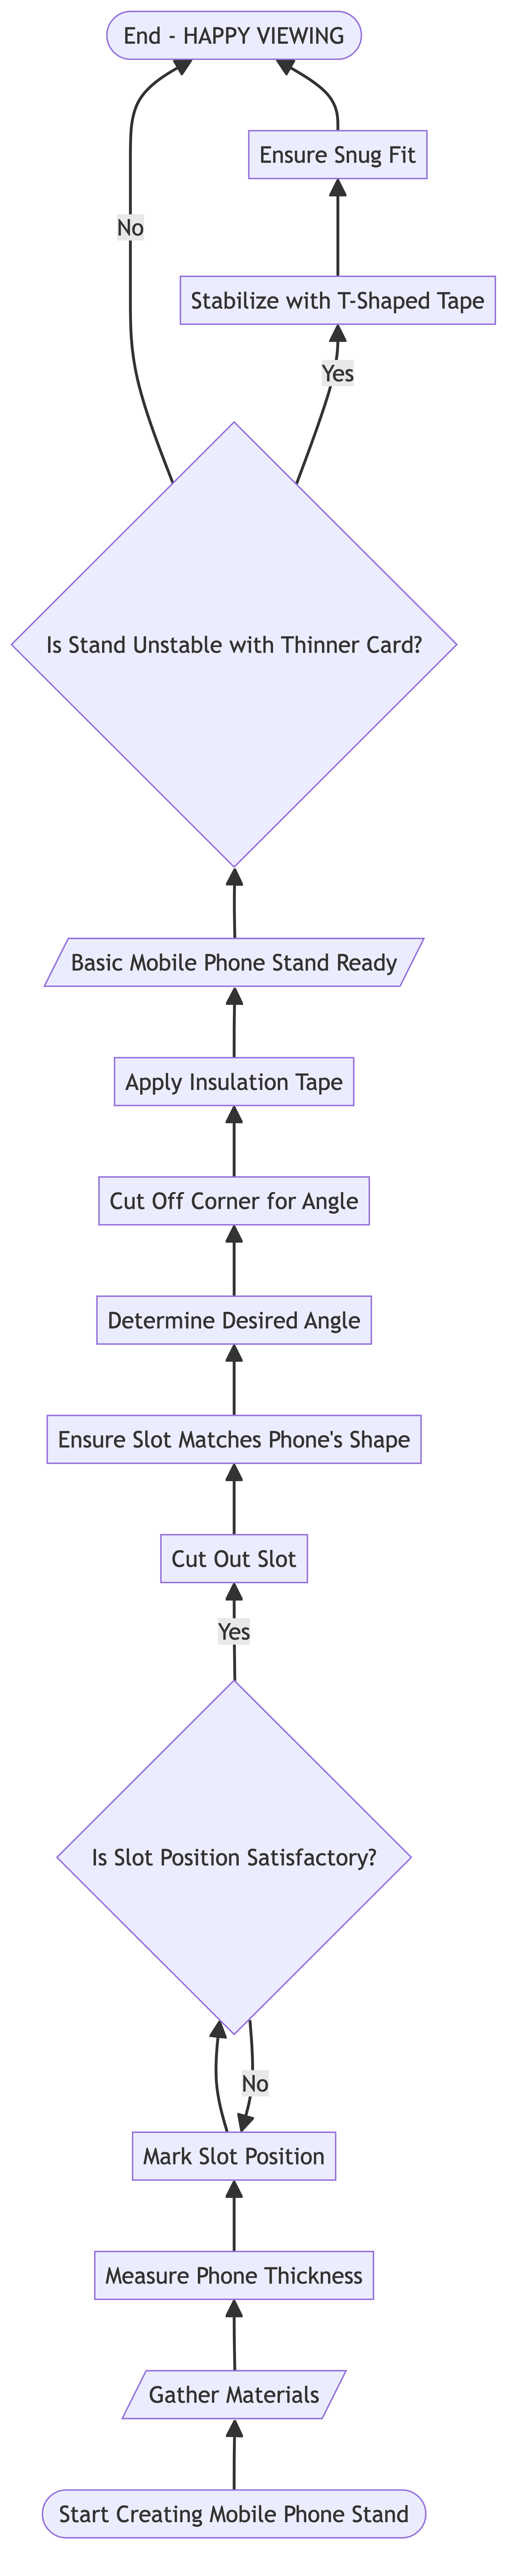 End - HAPPY VIEWING
Ensure Snug Fit
No
Stabilize with T-Shaped Tape
Yes
Is Stand Unstable with Thinner Card?
Basic Mobile Phone Stand Ready
Apply Insulation Tape
Cut Off Corner for Angle
Determine Desired Angle
Ensure Slot Matches Phone's Shape
Cut Out Slot
Yes
Is Slot Position Satisfactory?
No
Mark Slot Position
Measure Phone Thickness
Gather Materials
Start Creating Mobile Phone Stand